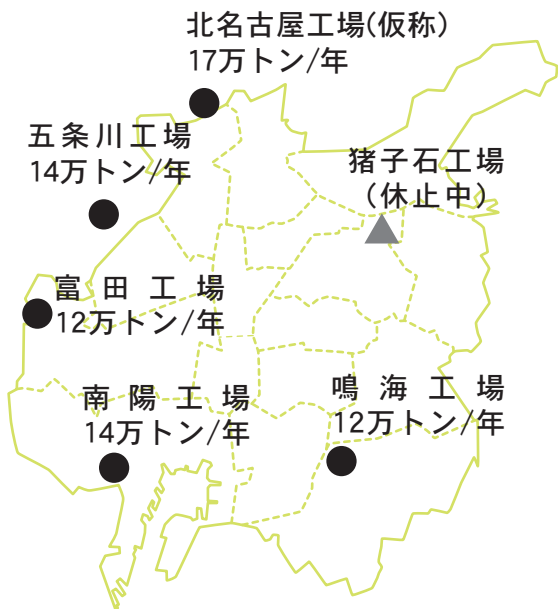 北名古屋工場(仮称)
17万トン/年
五条川工場
14万トン/年
猪子石工場
(休止中)
富田工場
12万トン/年
南陽工場
14万トン/年
鳴海工場
12万トン/年